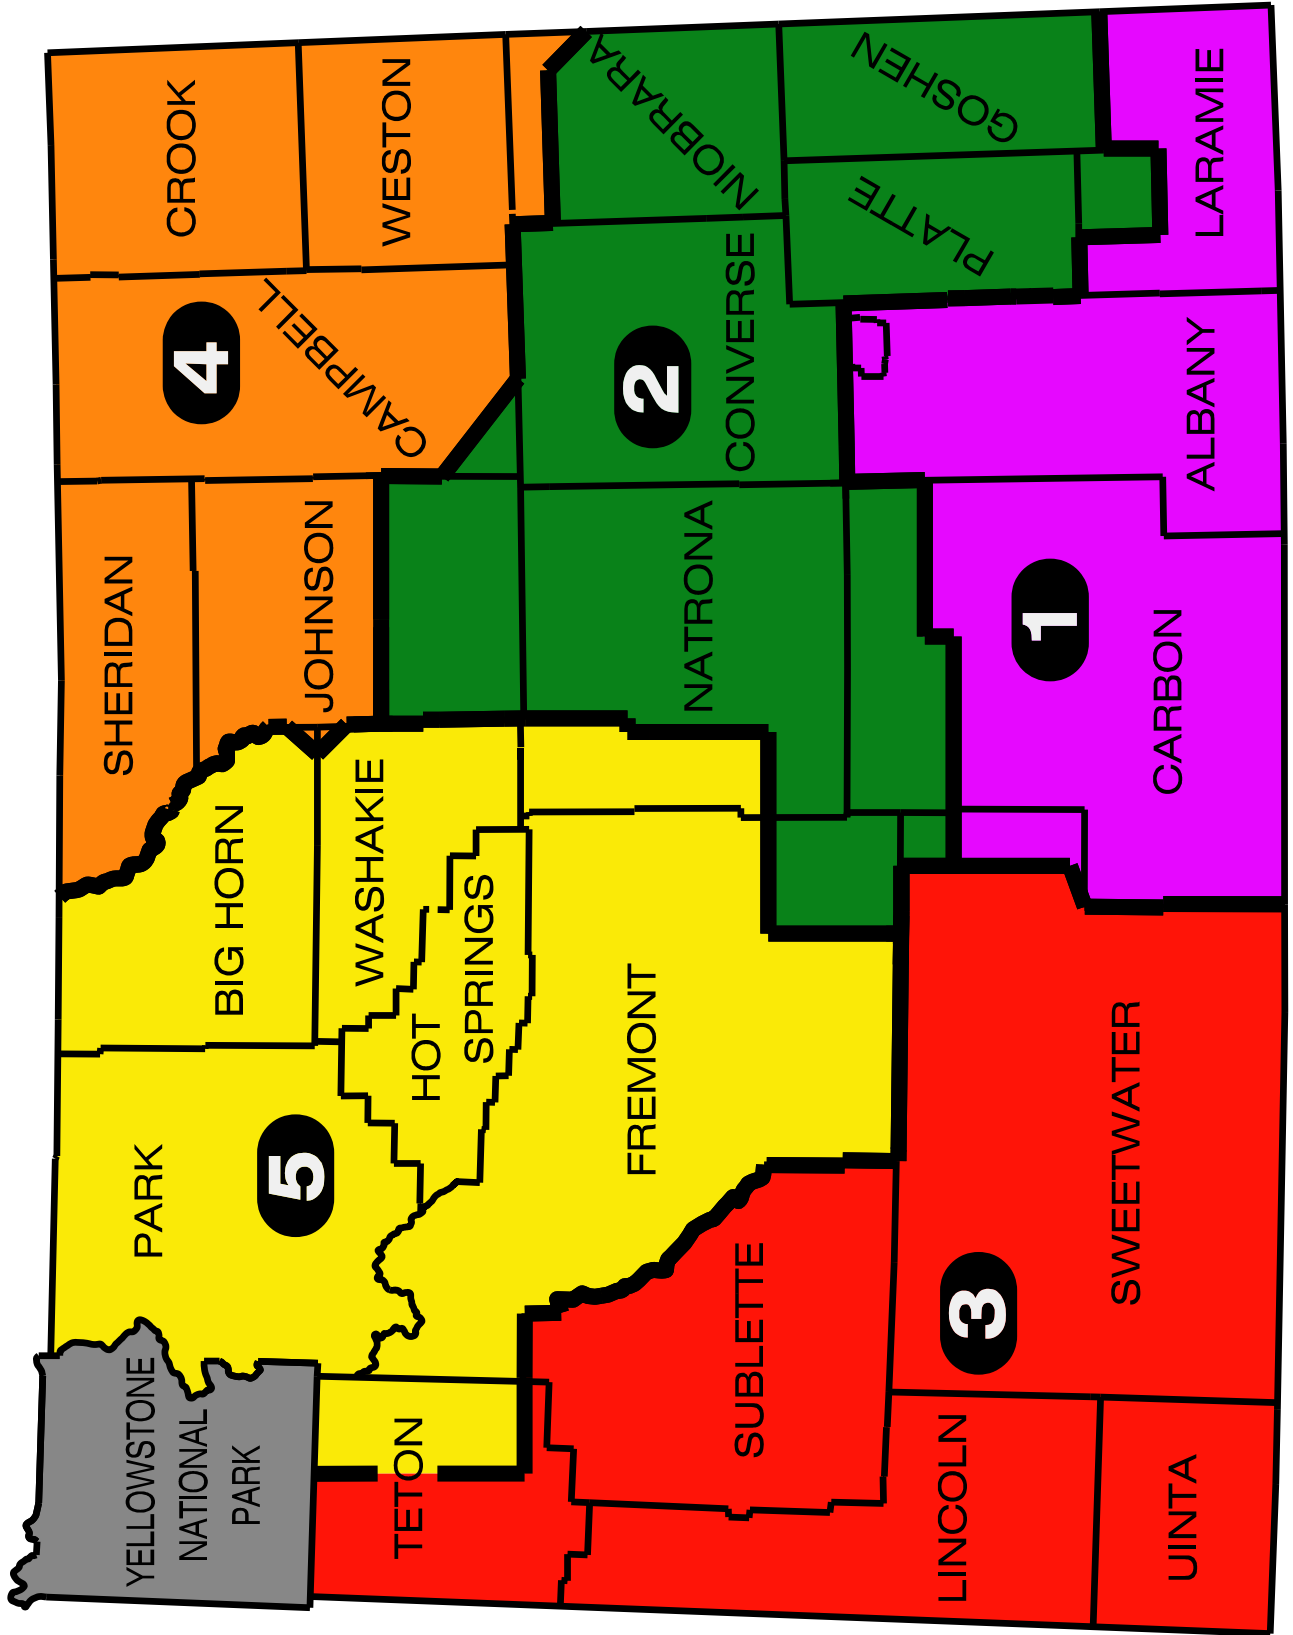 YELLOWSTONE
NATIONAL
PARK
TETON
PARK
5
BIG HORN
WASHAKIE
HOT
SPRINGS
FREMONT
SUBLETTE
LINCOLN
UINTA
3
SWEETWATER
SHERIDAN
JOHNSON
CAMPBELL
4
CROOK
WESTON
NIOBRARA
CONVERSE
2
NATRONA
GOSHEN
PLATTE
LARAMIE
ALBANY
1
CARBON